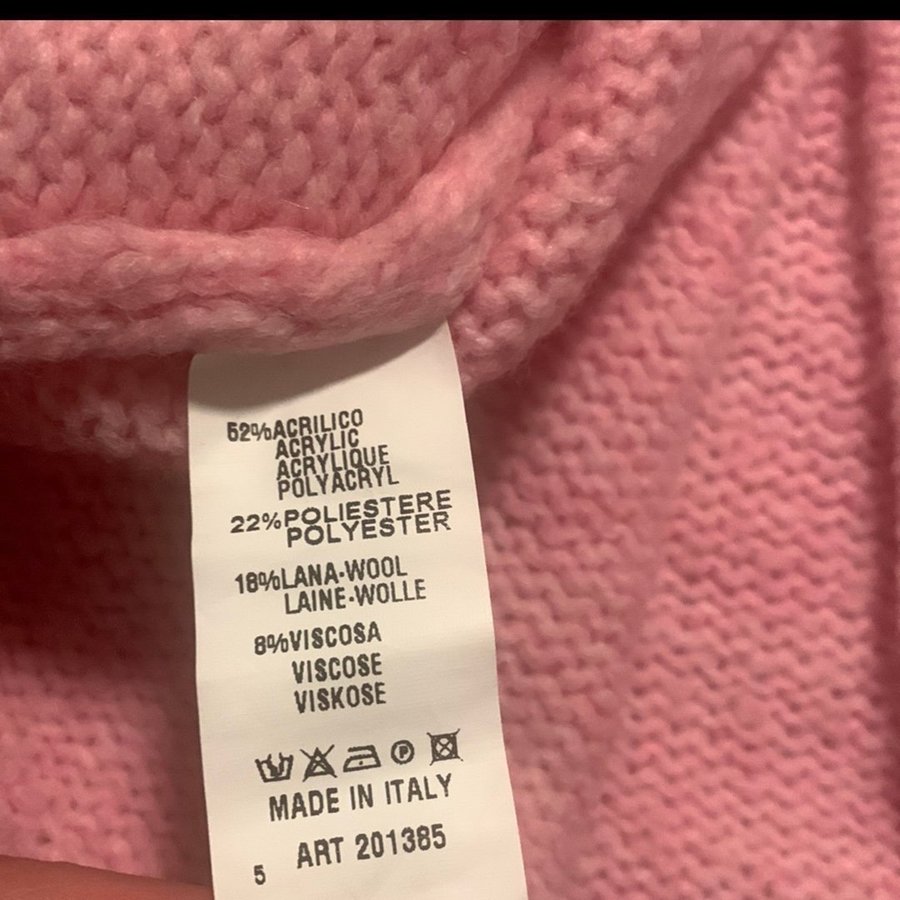 52%ACRILICO
ACRYLIC
ACRYLIQUE
POLYACRYL
22%POLIESTERE
POLYESTER
18%LANA-WOOL
LAINE-WOLLE
8%VISCOSA
VISCOSE
VISKOSE
P
MADE IN ITALY
ART 201385
5